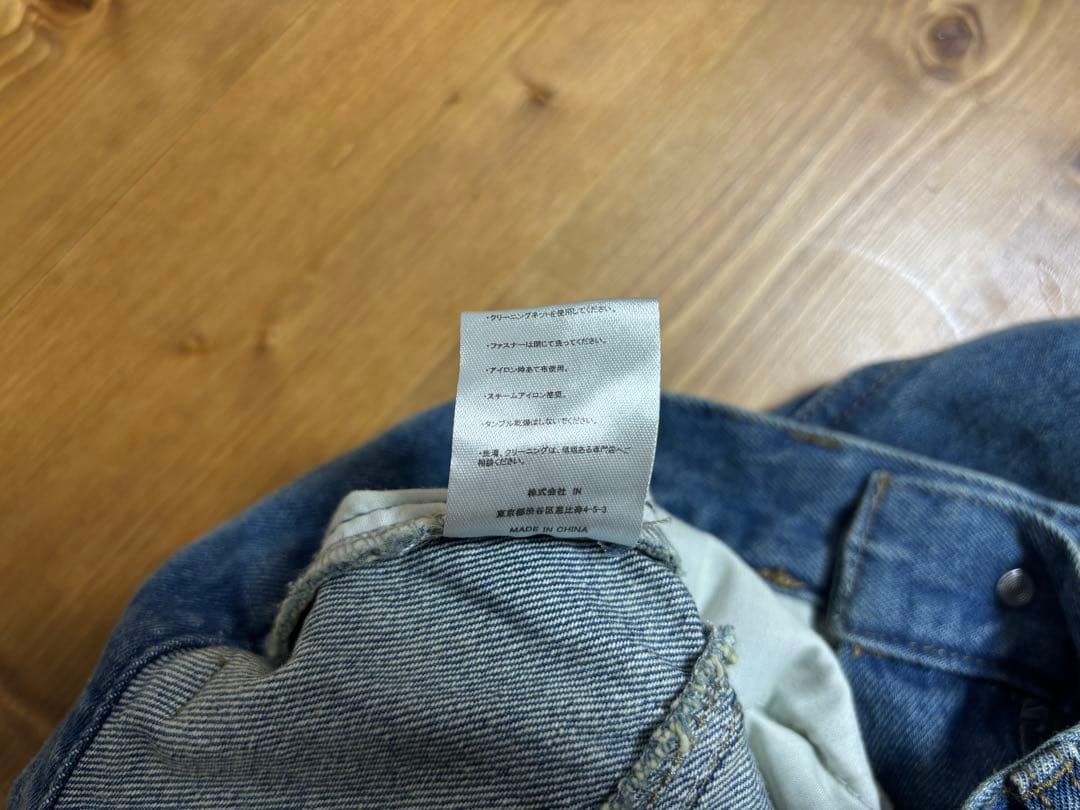 ・クリーニングネットを使用してください。
・ファスナーは閉じて洗ってください。
・アイロン時あて布使用。
・スチームアイロン推奨。
・タンブル乾燥はしないでください。
クリーニングは、信頼ある専門店へご
相談ください。
株式会社 IN
東京都渋谷区恵比寿4-5-3
MADE IN CHINA